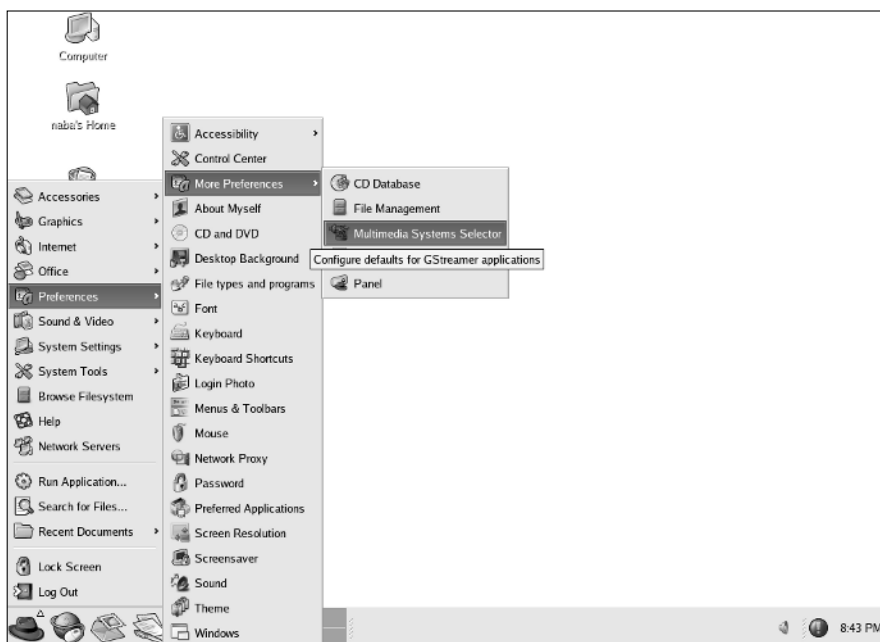 Computer
naba's Home
Accessories
Graphics
Internet
Office
Preferences
Sound & Video
System Settings
System Tools
Browse Filesystem
Help
Network Servers
Run Application...
Search for Files...
Recent Documents
Lock Screen
Log Out
Accessibility
Control Center
More Preferences
About Myself
CD and DVD
Desktop Background
File types and programs
Font
Keyboard
Keyboard Shortcuts
Login Photo
Menus & Toolbars
Mouse
Network Proxy
Password
Preferred Applications
Screen Resolution
Screensaver
Sound
Theme
Windows
CD Database
File Management
Multimedia Systems Selector
Configure defaults for GStreamer applications
Panel
8:43 PM